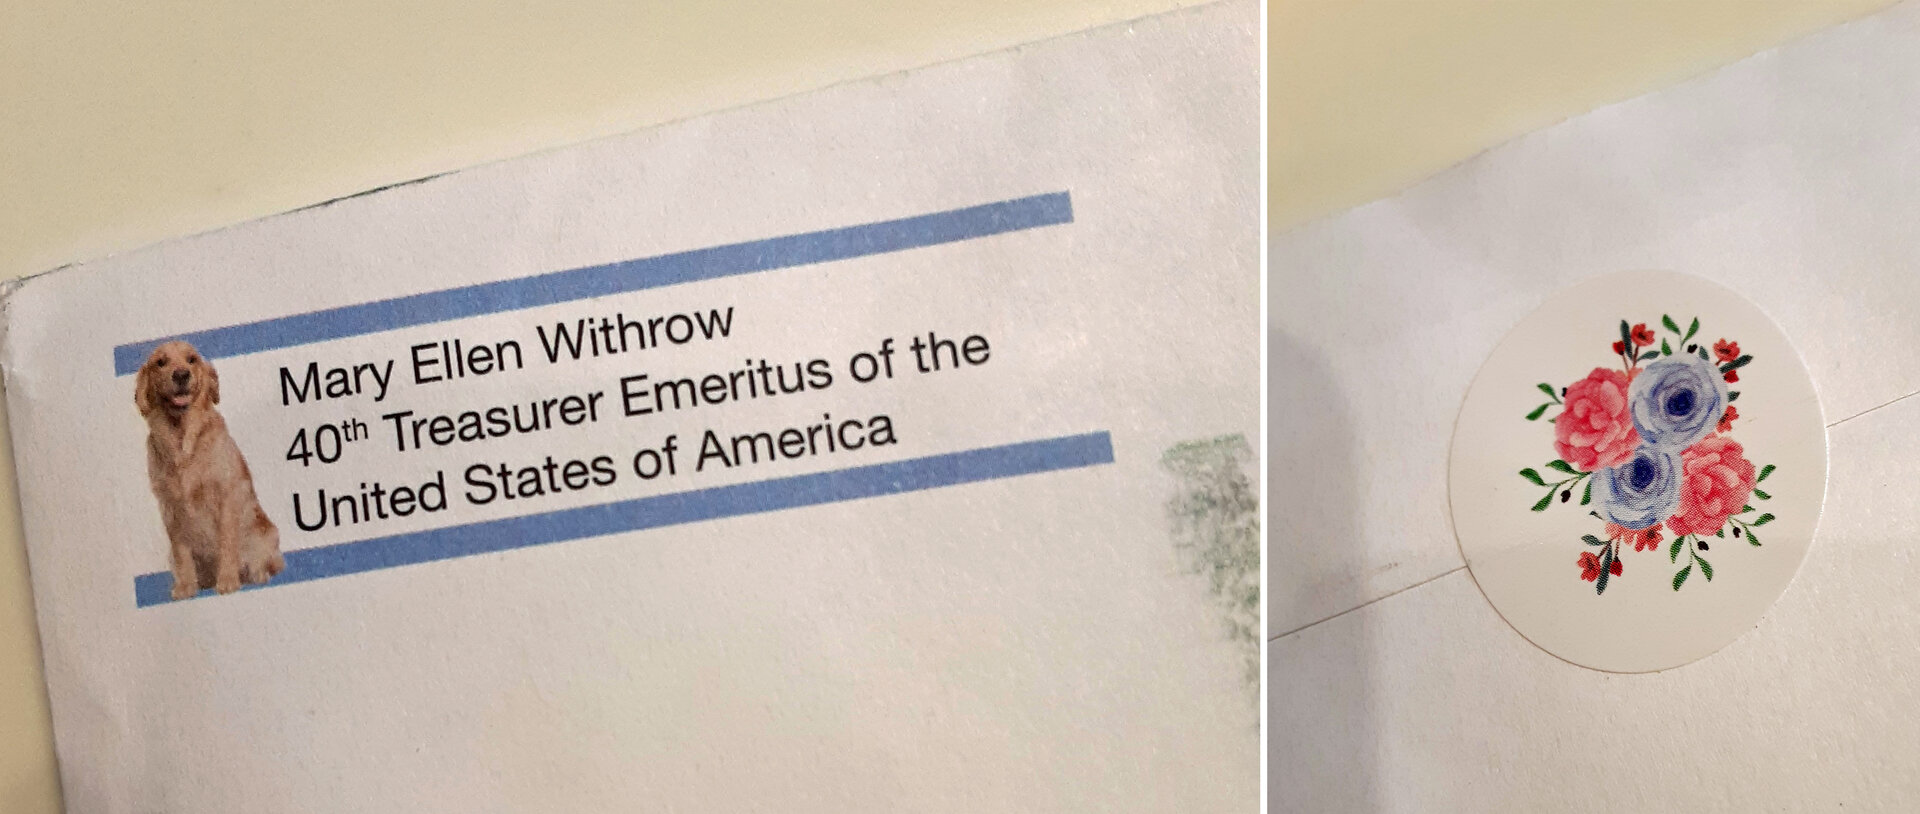 Mary Ellen Withrow
40th Treasurer Emeritus of the
United States of America